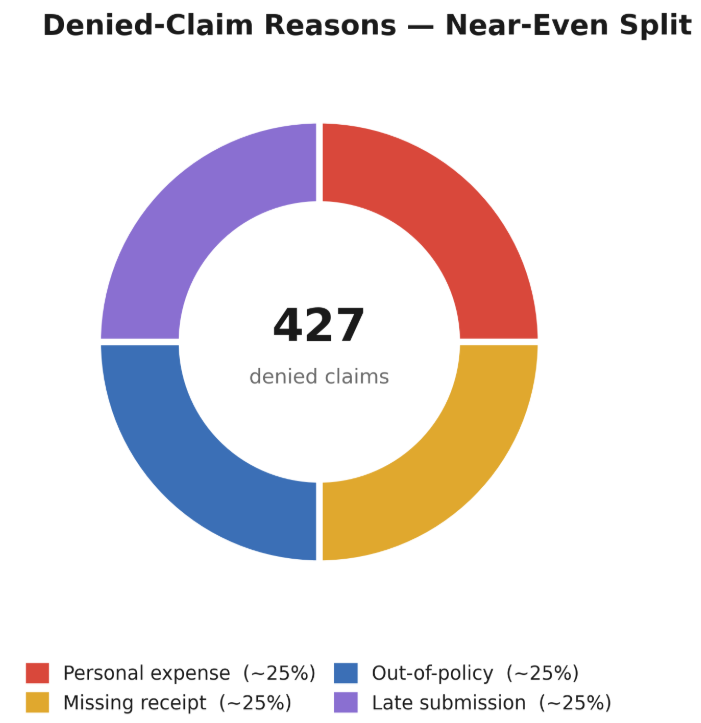 Denied-Claim Reasons — Near-Even Split
427
denied claims
Personal expense (~25%)
Missing receipt (~25%)
Out-of-policy (~25%)
Late submission (~25%)